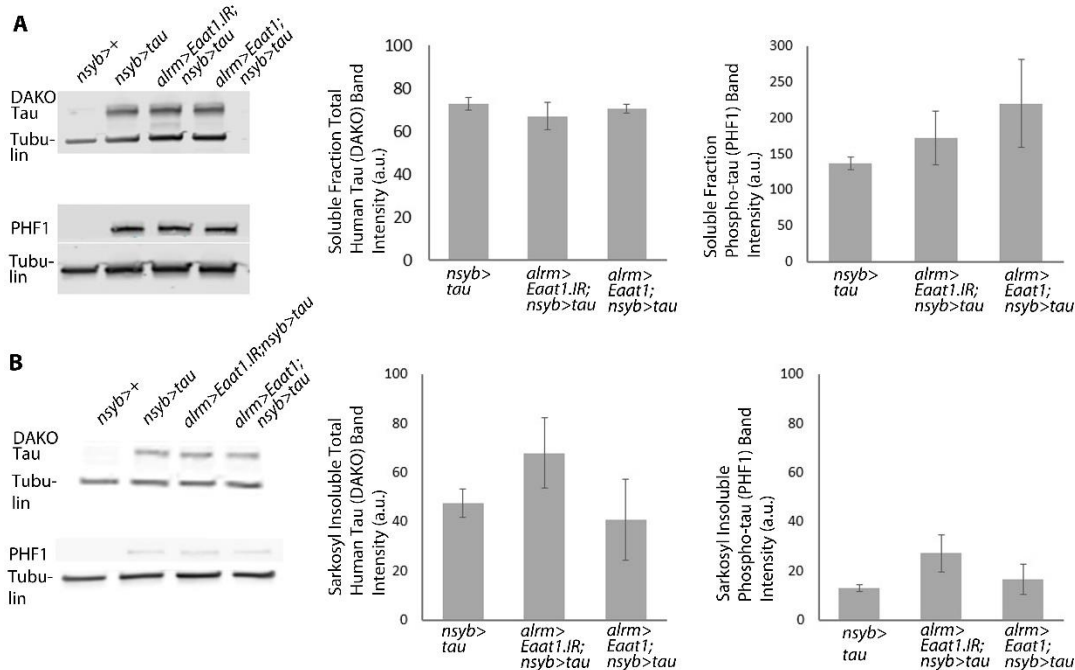 A
nsyb>+
nsyb>tau
alrm>Eaat1.IR;
nsyb>tau
alrm>Eaat1;
nsyb>tau
DAKO
Tau
Tubu-
lin
PHF1
Tubu-
lin
Soluble Fraction Total
Human Tau (DAKO) Band
Intensity (a.u.)
100
80
60
40
20
0
nsyb>
tau
alrm>
Eaat1.IR;
nsyb>tau
alrm>
Eaat1;
nsyb>tau
Soluble Fraction
Phospho-tau (PHF1) Band
Intensity (a.u.)
300
250
200
150
100
50
0
nsyb>
tau
alrm>
Eaat1.IR;
nsyb>tau
alrm>
Eaat1;
nsyb>tau
B
nsyb>+
nsyb>tau
alrm>Eaat1.IR;nsyb>tau
alrm>Eaat1;
nsyb>tau
DAKO
Tau
Tubu-
lin
PHF1
Tubu-
lin
Sarkosyl Insoluble Total
Human Tau (DAKO) Band
Intensity (a.u.)
100
80
60
40
20
0
nsyb>
tau
alrm>
Eaat1.IR;
nsyb>tau
alrm>
Eaat1;
nsyb>tau
Sarkosyl Insoluble
Phospho-tau (PHF1) Band
Intensity (a.u.)
100
80
60
40
20
0
nsyb>
tau
alrm>
Eaat1.IR;
nsyb>tau
alrm>
Eaat1;
nsyb>tau